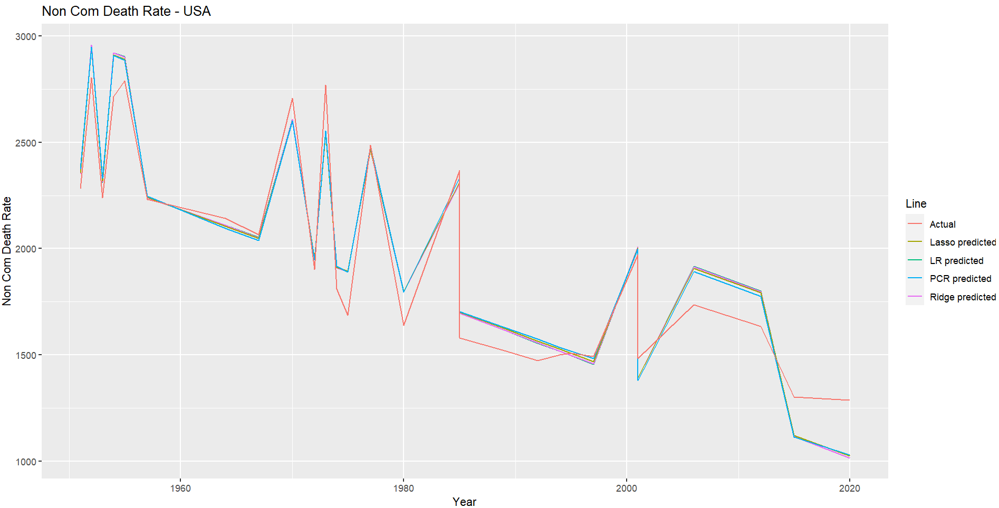 Non Com Death Rate - USA
Non Com Death Rate
3000
2500
2000
1500
1000
1960
1980
2000
2020
Year
Line
Actual
Lasso predicted
LR predicted
PCR predicted
Ridge predicted